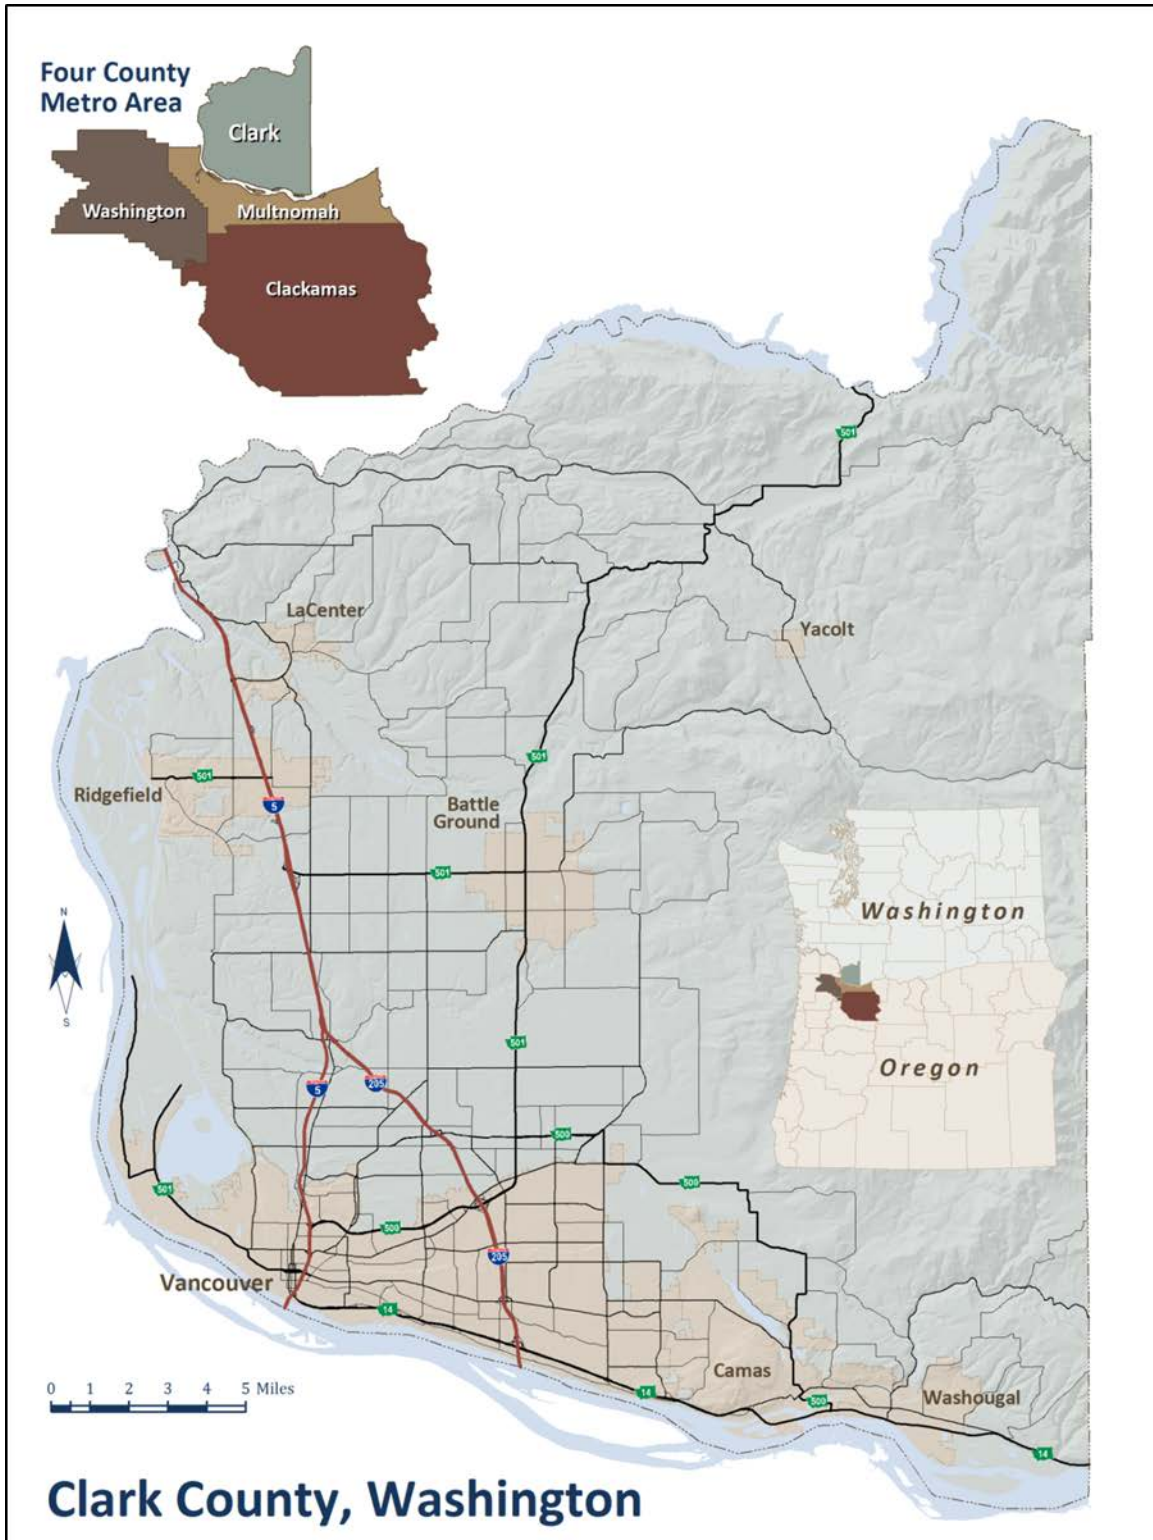 Four County
Metro Area
Clark
Washington
Multnomah
Clackamas
501
LaCenter
Yacolt
501
501
Ridgefield
5
Battle
Ground
501
Washington
N
S
501
Oregon
5
205
500
501
500
500
205
Vancouver
14
Camas
14
500
Washougal
0 1 2 3 4 5 Miles
14
Clark County, Washington